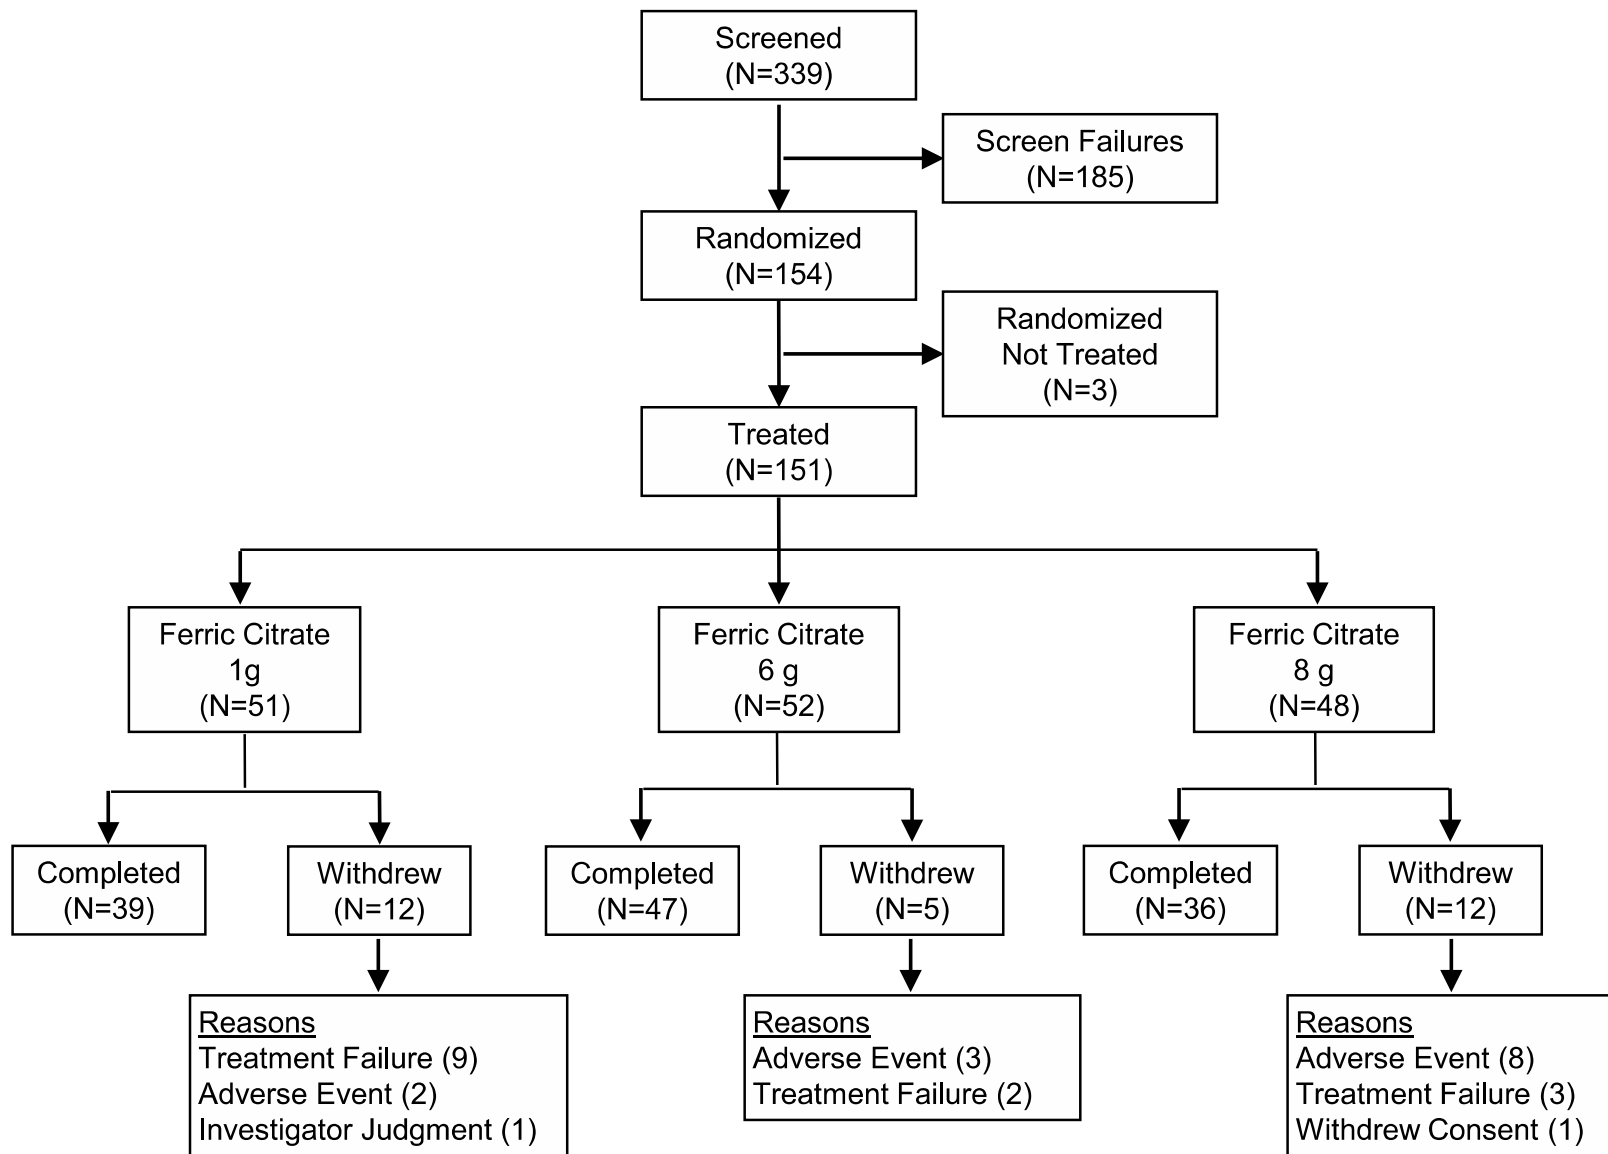 Screened
(N=339)
Screen Failures
(N=185)
Randomized
(N=154)
Randomized
Not Treated
(N=3)
Treated
(N=151)
Ferric Citrate
1g
(N=51)
Ferric Citrate
6 g
(N=52)
Ferric Citrate
8 g
(N=48)
Completed
(N=39)
Withdrew
(N=12)
Completed
(N=47)
Withdrew
(N=5)
Completed
(N=36)
Withdrew
(N=12)
Reasons
Treatment Failure (9)
Adverse Event (2)
Investigator Judgment (1)
Reasons
Adverse Event (3)
Treatment Failure (2)
Reasons
Adverse Event (8)
Treatment Failure (3)
Withdrew Consent (1)